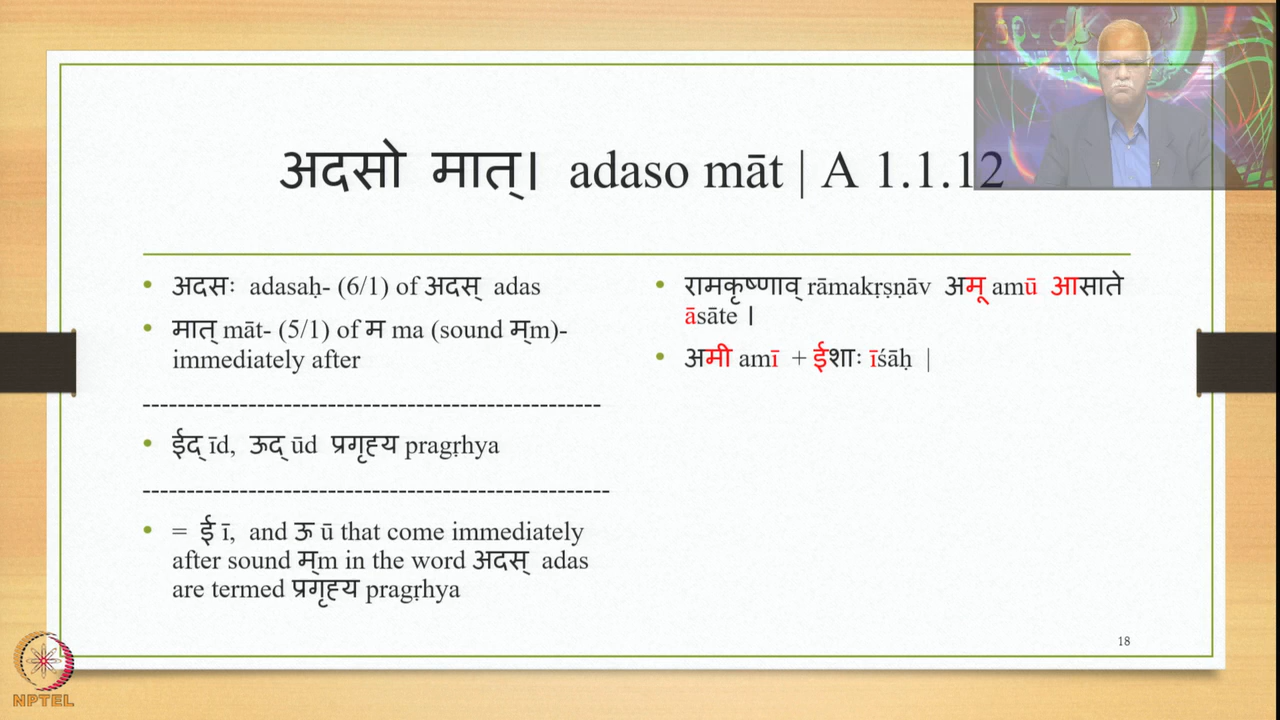 अदसो मात्। adaso māt | A 1.1.12
• अदसः adasaḥ- (6/1) of अदस् adas
• मात् māt- (5/1) of म ma (sound म्m)-
immediately after
--------------------------------------------------
• ईद् īd, ऊद् ūd प्रगृह्य pragṛhya
---------------------------------------------------
• = ई ī, and ऊ ū that come immediately
after sound म्m in the word अदस् adas
are termed प्रगृह्य pragṛhya
• रामकृष्णाव् rāmakṛṣṇāv अमू amū आसाते
āsāte ।
• अमी amī + ईशाः īśāḥ |
18
NPTEL